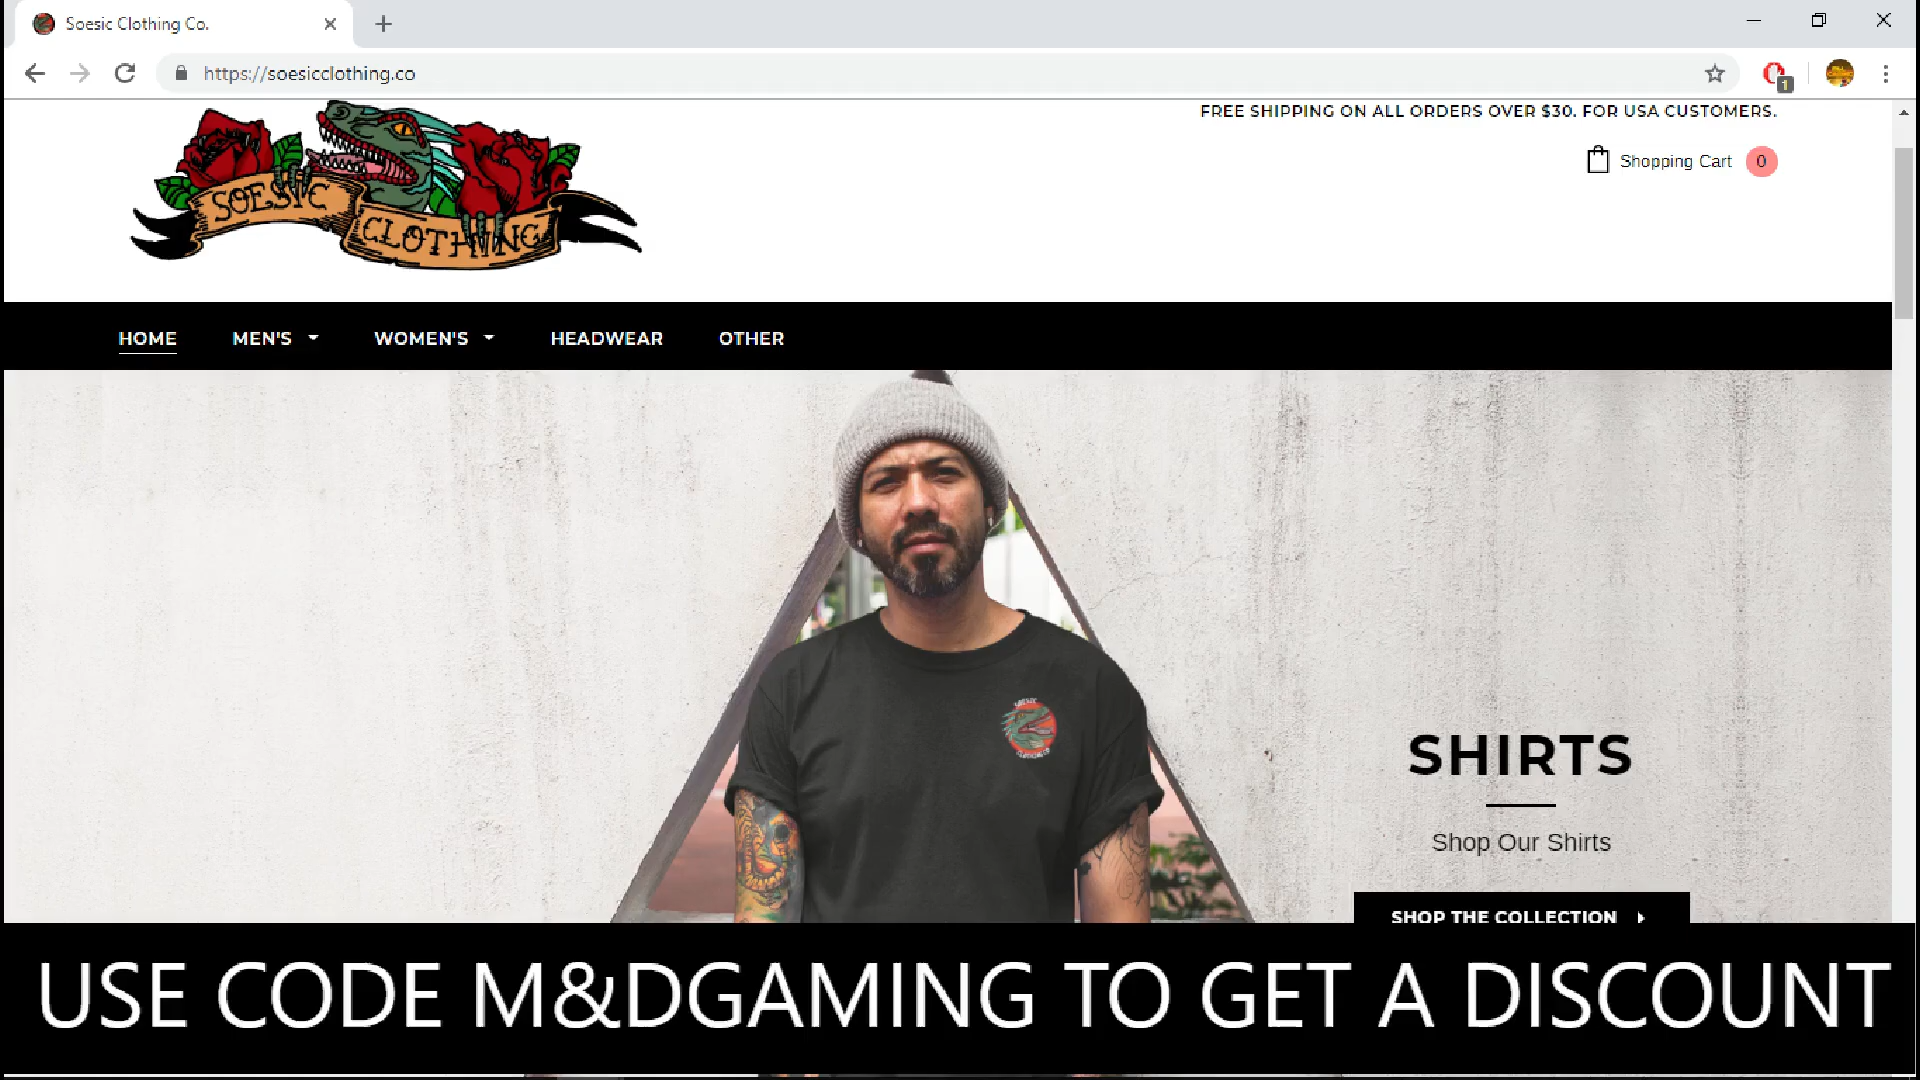 Soesic Clothing Co.
https://soesicclothing.co
1
SOESIC
CLOTHING
FREE SHIPPING ON ALL ORDERS OVER $30. FOR USA CUSTOMERS.
Shopping Cart 0
HOME MEN'S WOMEN'S HEADWEAR OTHER
SHIRTS
Shop Our Shirts
SHOP THE COLLECTION
USE CODE M&DGAMING TO GET A DISCOUNT